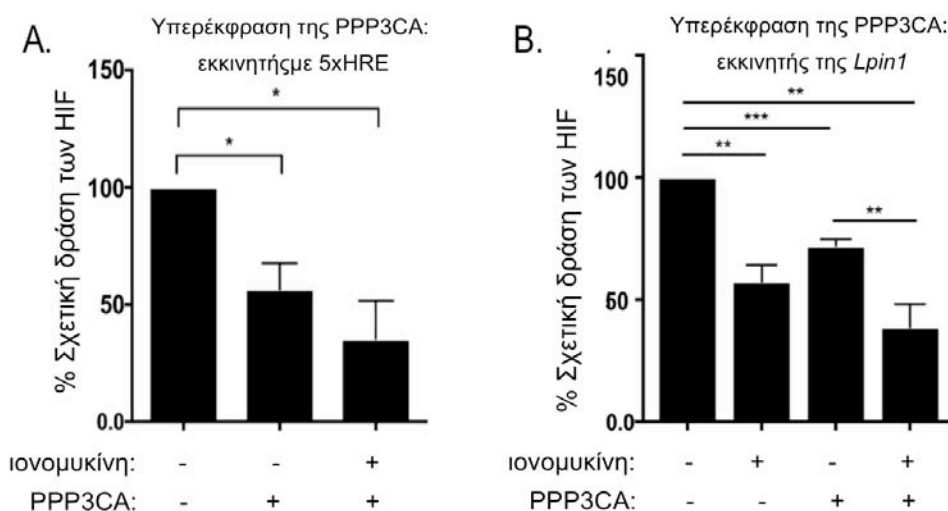 A.
Υπερέκφραση της PPP3CA:
εκκινητήςμε 5xHRE
% Σχετική δράση των HIF
150
100
50
0.0
*
*
ιονομυκίνη: - - +
PPP3CA: - + +
B.
Υπερέκφραση της PPP3CA:
εκκινητής της Lpin1
% Σχετική δράση των HIF
150
100
50
0.0
**
***
**
**
ιονομυκίνη: - + - +
PPP3CA: - - + +